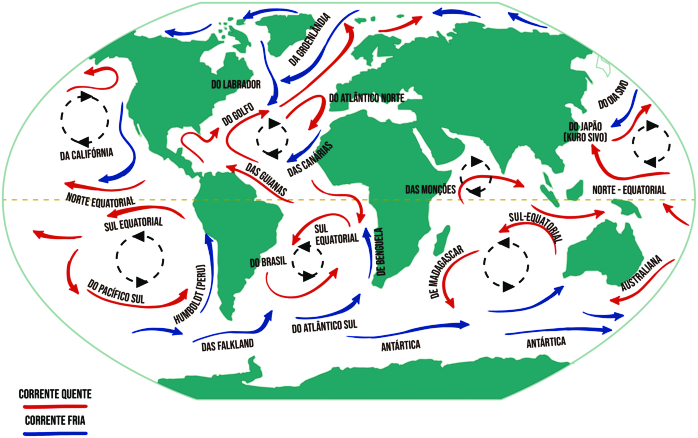 DA GROENLÂNDIA
DO LABRADOR
DO GOLFO
DO ATLÂNTICO NORTE
DO OIA SIVO
DO JAPÃO
(KURO SIVO)
DA CALIFÓRNIA
DAS CANÁRIAS
DAS GUIANAS
DAS MONÇÕES
NORTE - EQUATORIAL
NORTE EQUATORIAL
SUL EQUATORIAL
SUL
EQUATORIAL
SUL-EQUATORIAL
DO BRASIL
DE BENGUELA
DE MADAGASCAR
AUSTRALIANA
DO PACÍFICO SUL
HUMBOLDT (PERU)
DAS FALKLAND
DO ATLÂNTICO SUL
ANTÁRTICA
ANTÁRTICA
CORRENTE QUENTE
CORRENTE FRIA